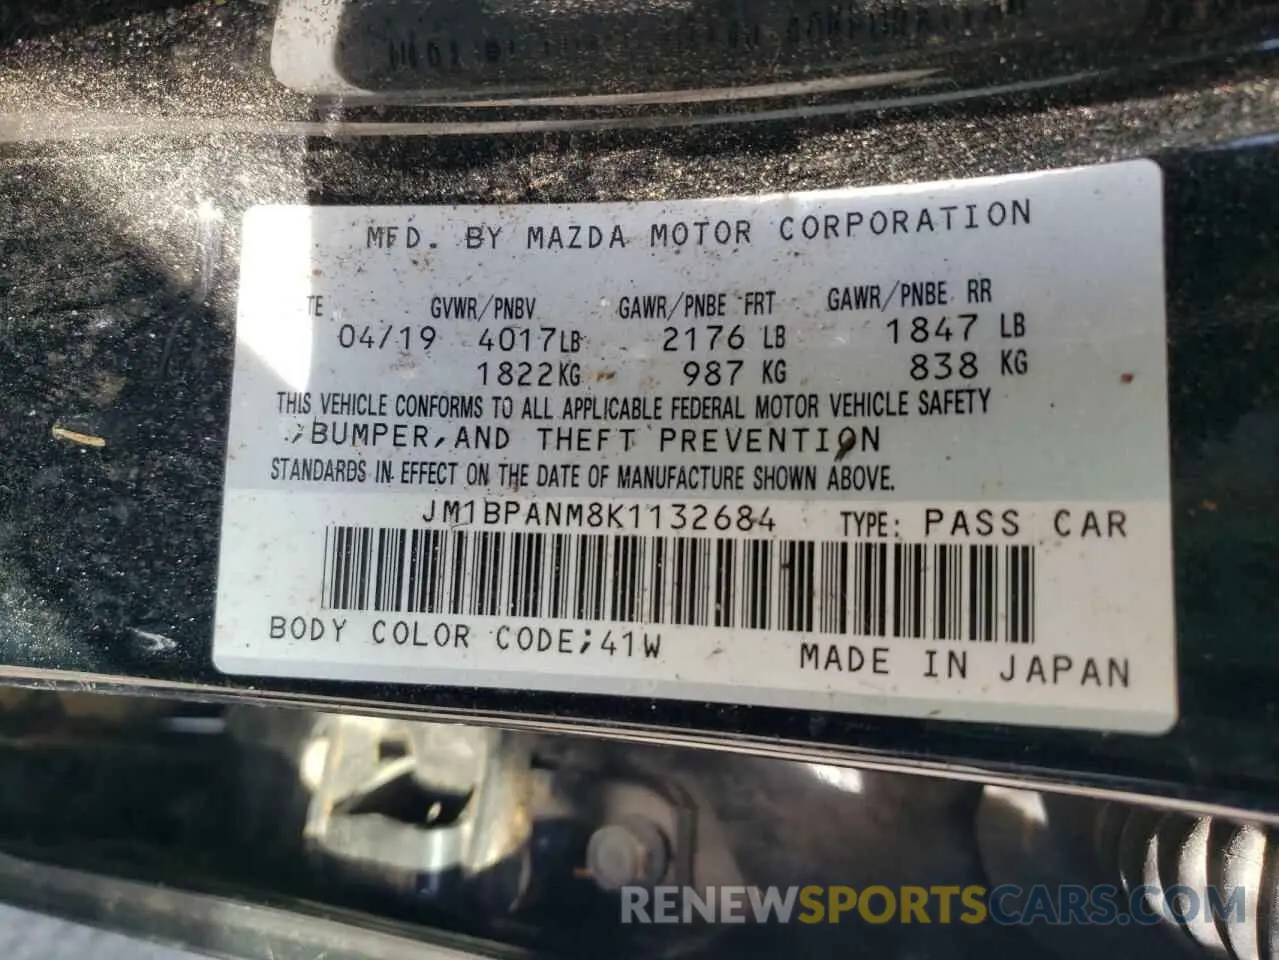 MFD. BY MAZDA MOTOR CORPORATION
TE GVWR/PNBV GAWR/PNBE FRT GAWR/PNBE RR
04/19 4017LB 2176 LB 1847 LB
1822KG 987 KG 838 KG
THIS VEHICLE CONFORMS TO ALL APPLICABLE FEDERAL MOTOR VEHICLE SAFETY
,BUMPER,AND THEFT PREVENTION
STANDARDS IN EFFECT ON THE DATE OF MANUFACTURE SHOWN ABOVE.
JM1BPANM8K1132684 TYPE: PASS CAR
BODY COLOR CODE;41W
MADE IN JAPAN
RENEWSPORTSCARS.COM